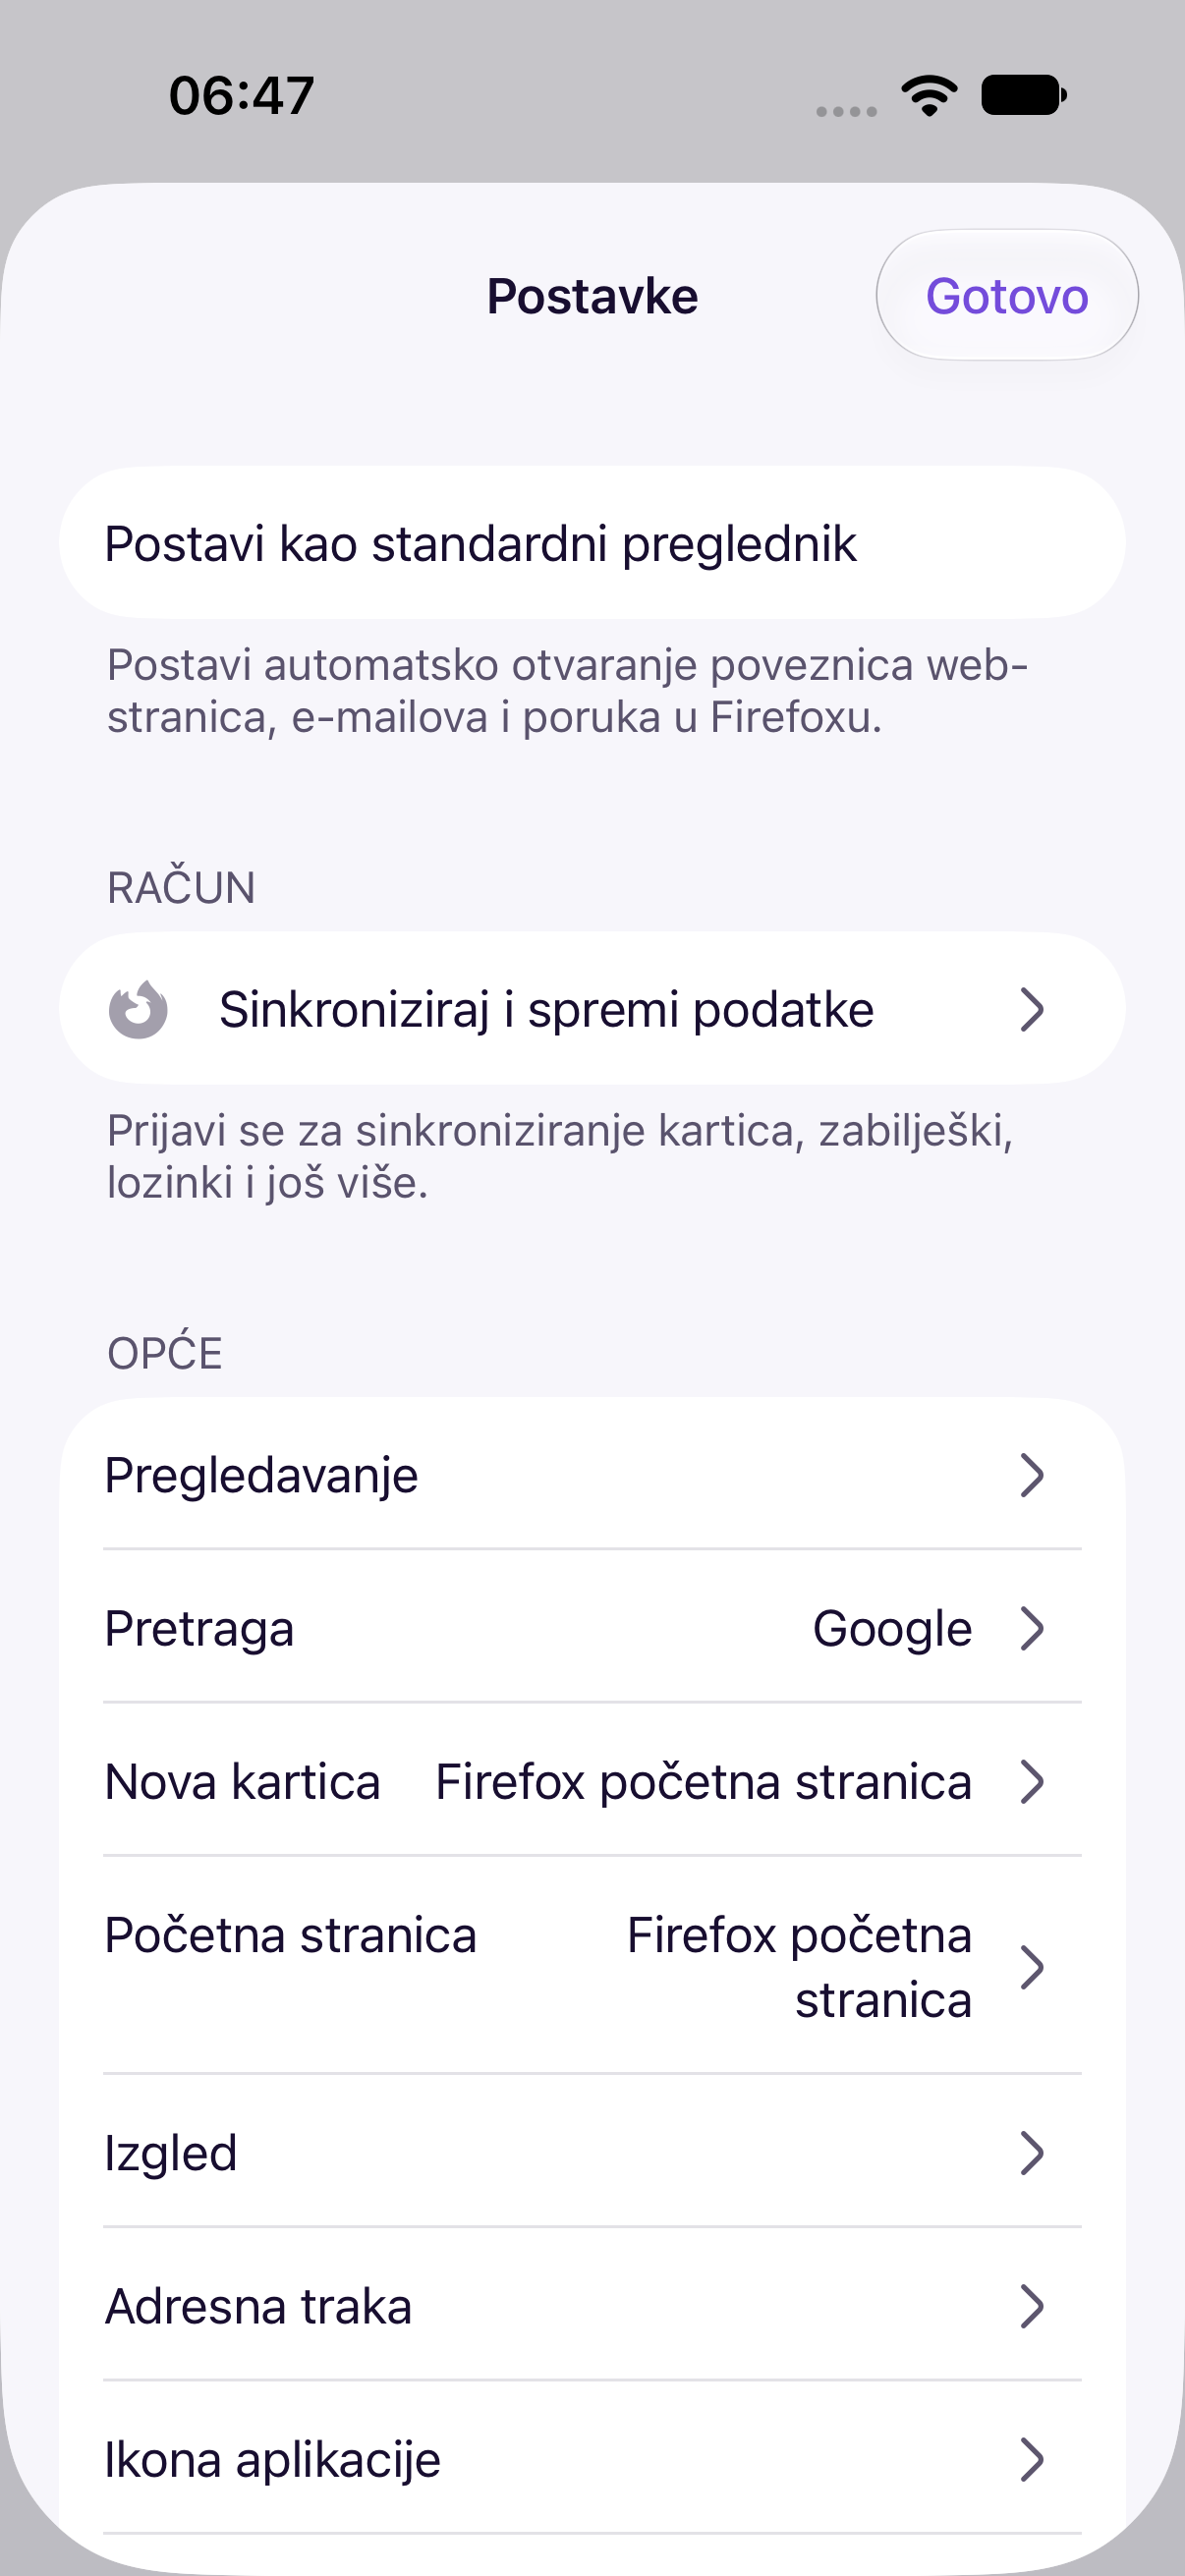 06:47
Postavke
Gotovo
Postavi kao standardni preglednik
Postavi automatsko otvaranje poveznica web-
stranica, e-mailova i poruka u Firefoxu.
RAČUN
Sinkroniziraj i spremi podatke
Prijavi se za sinkroniziranje kartica, zabilješki,
lozinki i još više.
OPĆE
Pregledavanje
Pretraga Google
Nova kartica Firefox početna stranica
Početna stranica Firefox početna
stranica
Izgled
Adresna traka
Ikona aplikacije